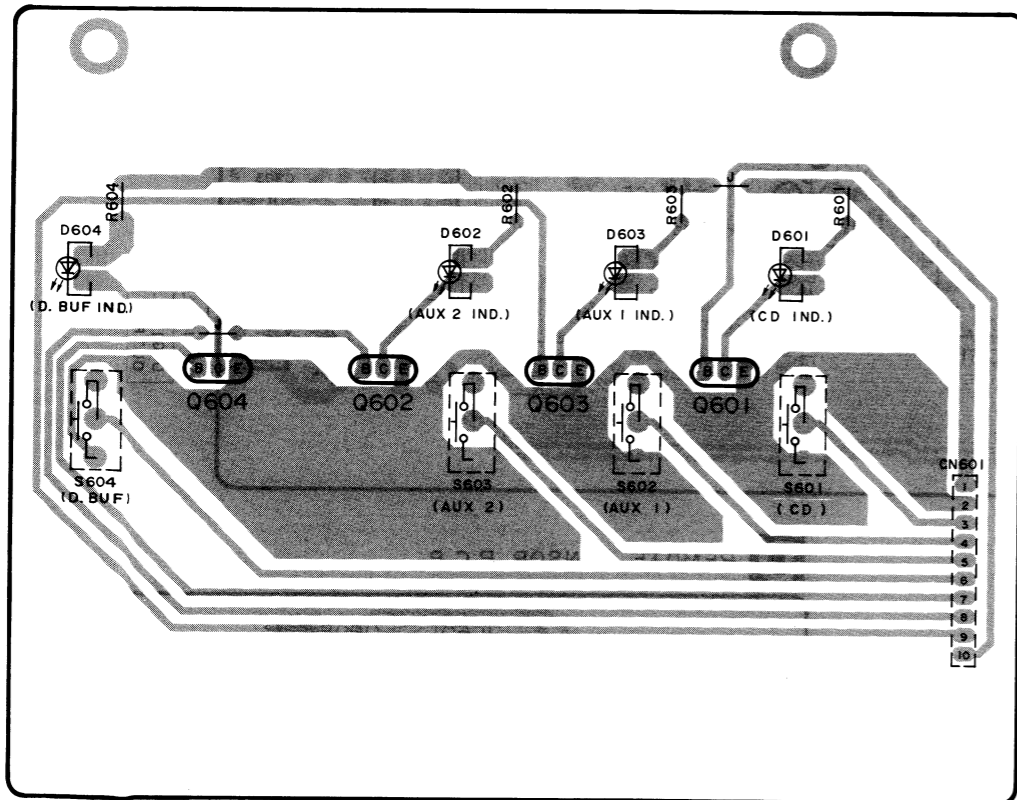 J
R604
R602
R603
R601
D604
D602
D603
D601
(D. BUF IND.)
(AUX 2 IND.)
(AUX 1 IND.)
(CD IND.)
B C E
B C E
B C E
B C E
Q604
Q602
Q603
Q601
CN601
1
2
3
4
5
6
7
8
9
10
S604
(D. BUF)
S603
(AUX 2)
S602
(AUX 1)
S601
(CD)